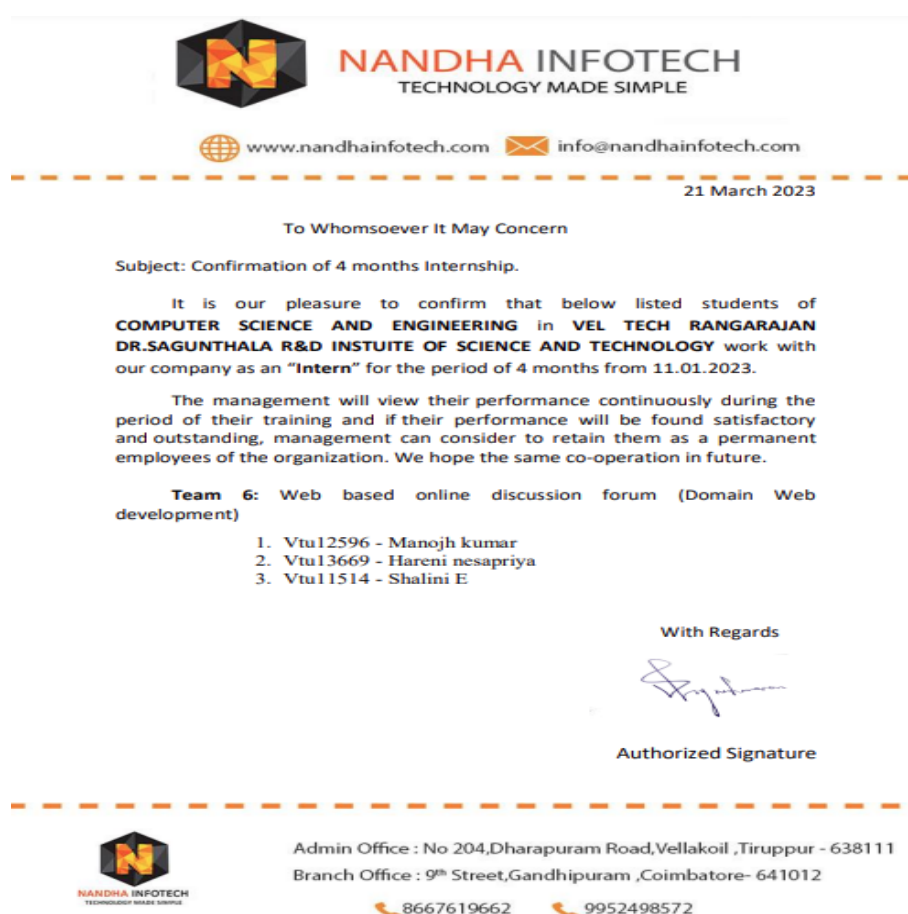 NANDHA INFOTECH
TECHNOLOGY MADE SIMPLE
www.nandhainfotech.com info@nandhainfotech.com
21 March 2023
To Whomsoever It May Concern
Subject: Confirmation of 4 months Internship.
It is our pleasure to confirm that below listed students of
COMPUTER SCIENCE AND ENGINEERING in VEL TECH RANGARAJAN
DR.SAGUNTHALA R&D INSTUITE OF SCIENCE AND TECHNOLOGY work with
our company as an “Intern” for the period of 4 months from 11.01.2023.
The management will view their performance continuously during the
period of their training and if their performance will be found satisfactory
and outstanding, management can consider to retain them as a permanent
employees of the organization. We hope the same co-operation in future.
Team 6: Web based online discussion forum (Domain Web
development)
1. Vtu12596 - Manojh kumar
2. Vtu13669 - Hareni nesapriya
3. Vtu11514 - Shalini E
With Regards
Authorized Signature
NANDHA INFOTECH
TECHNOLOGY MADE SIMPLE
Admin Office : No 204,Dharapuram Road,Vellakoil ,Tiruppur - 638111
Branch Office : 9th Street,Gandhipuram ,Coimbatore- 641012
8667619662 9952498572